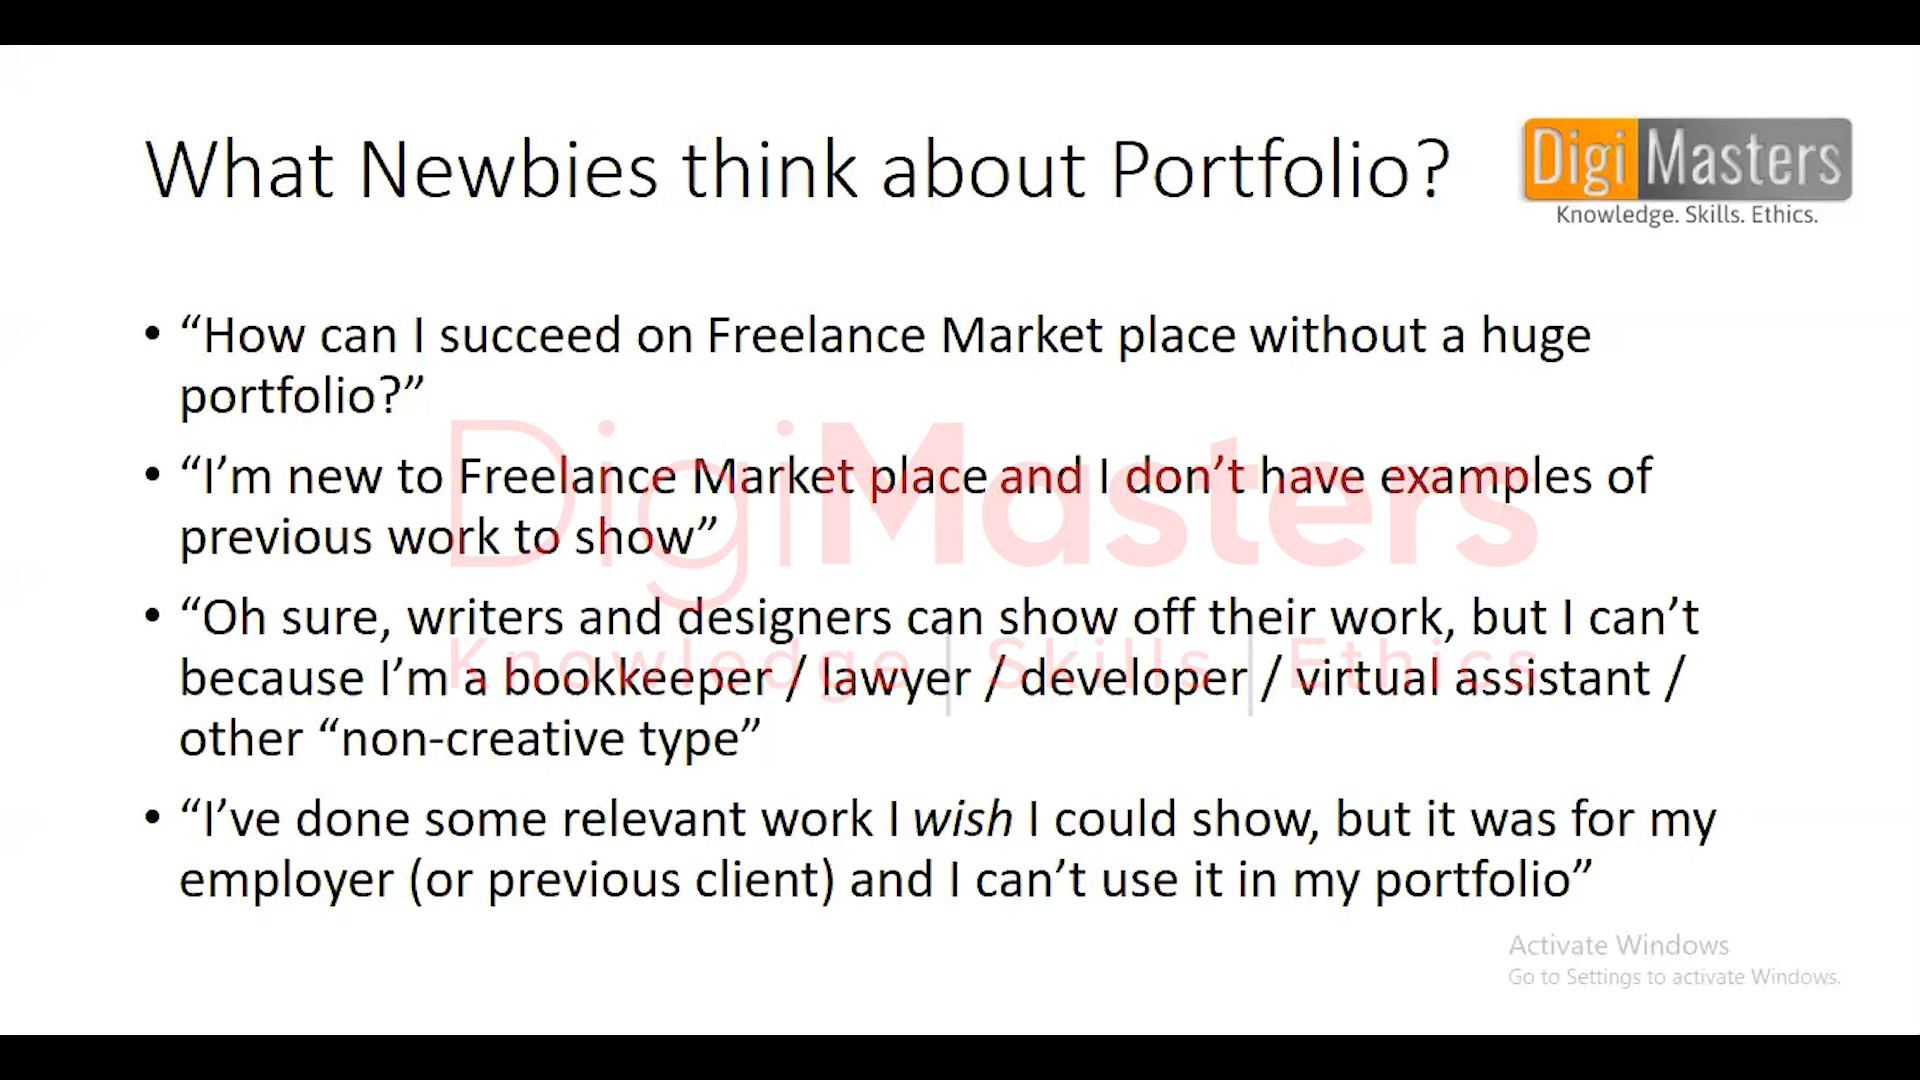 What Newbies think about Portfolio?
Digi Masters
Knowledge. Skills. Ethics.
• “How can I succeed on Freelance Market place without a huge
portfolio?”
• “I’m new to Freelance Market place and I don’t have examples of
previous work to show”
• “Oh sure, writers and designers can show off their work, but I can’t
because I’m a bookkeeper / lawyer / developer / virtual assistant /
other “non-creative type”
• “I’ve done some relevant work I wish I could show, but it was for my
employer (or previous client) and I can’t use it in my portfolio”
DigiMasters
Knowledge | Skills | Ethics
Activate Windows
Go to Settings to activate Windows.